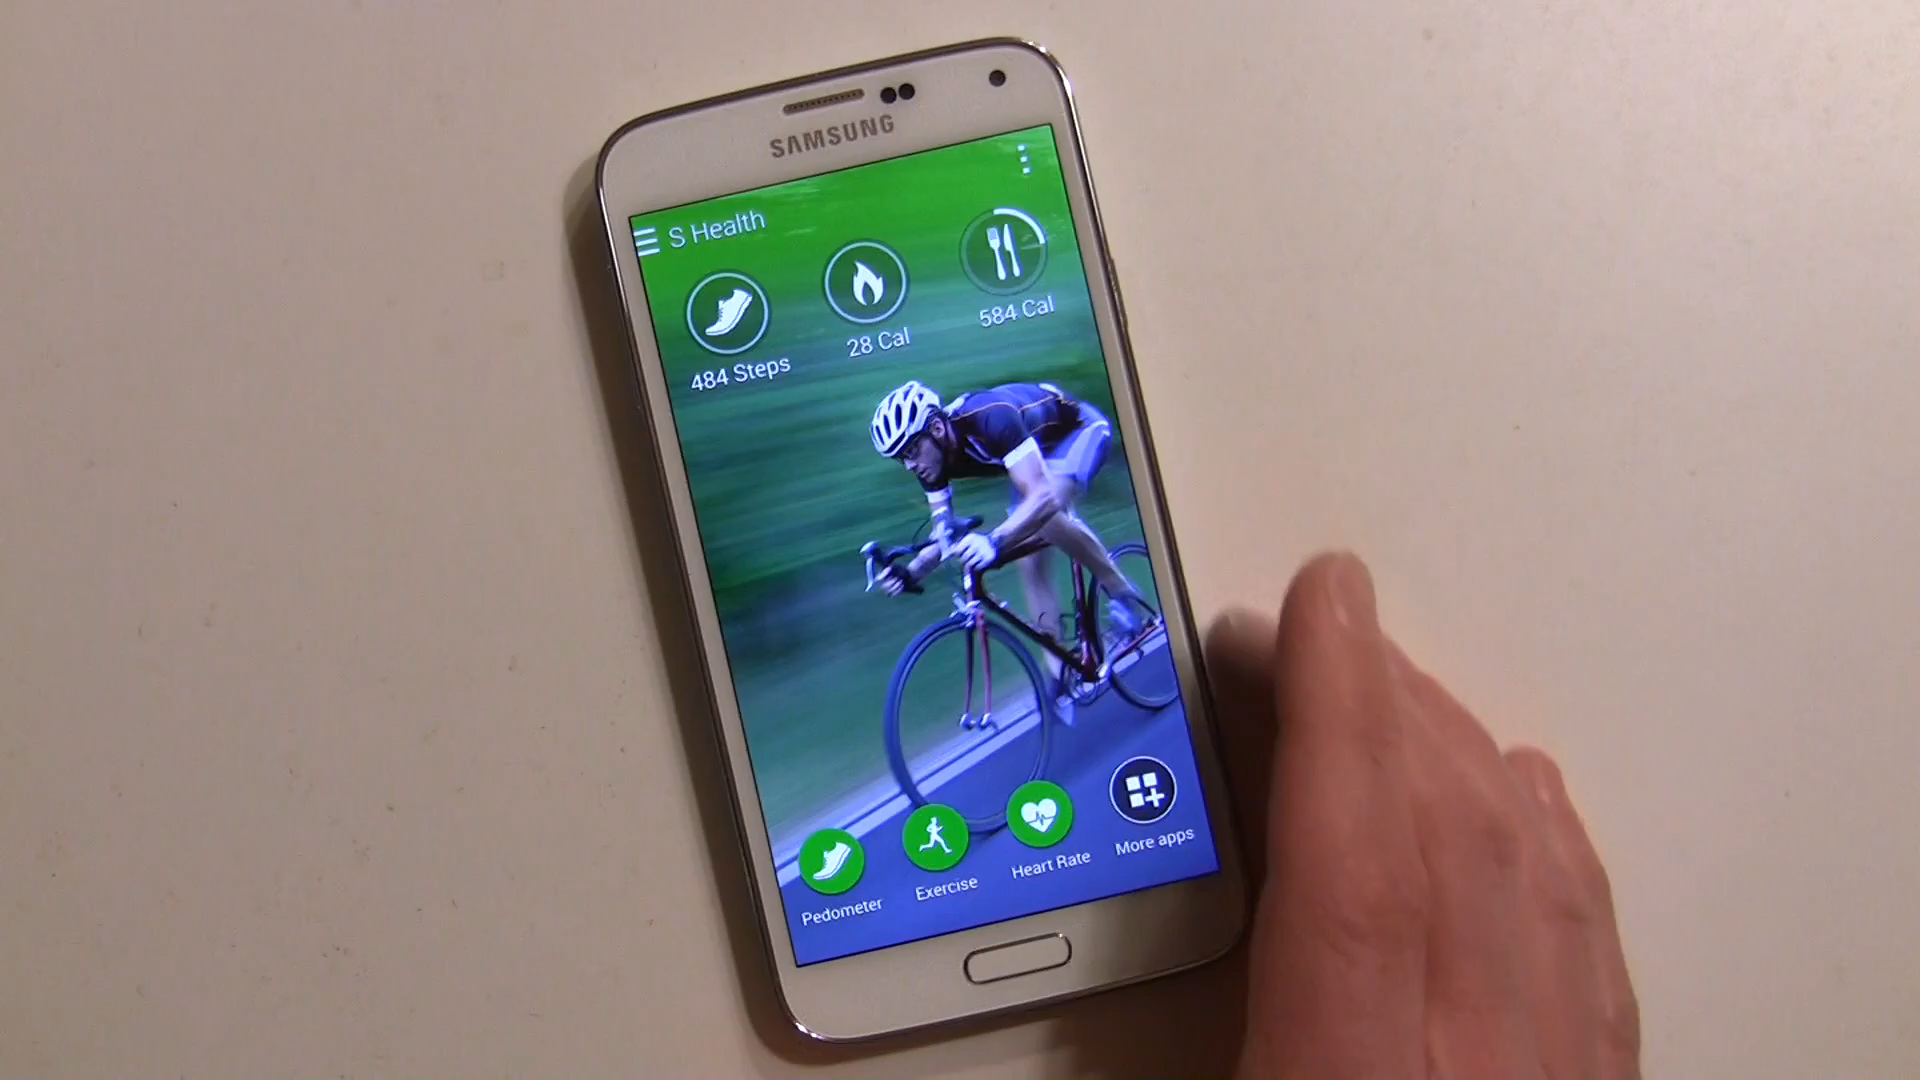 SAMSUNG
S Health
484 Steps
28 Cal
584 Cal
Pedometer
Exercise
Heart Rate
More apps